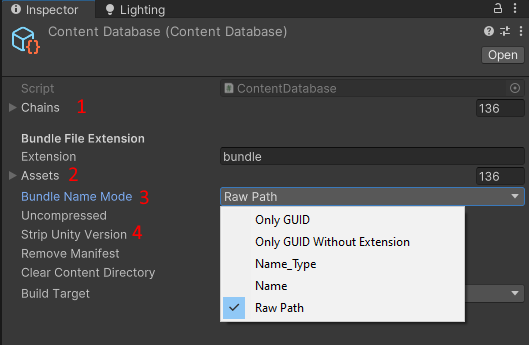 Inspector Lighting
Content Database (Content Database)
Open
Script ContentDatabase
Chains 1 136
Bundle File Extension
Extension bundle
Assets 2 136
Bundle Name Mode 3 Raw Path
Uncompressed Only GUID
Strip Unity Version 4 Only GUID Without Extension
Remove Manifest Name_Type
Clear Content Directory Name
Build Target Raw Path